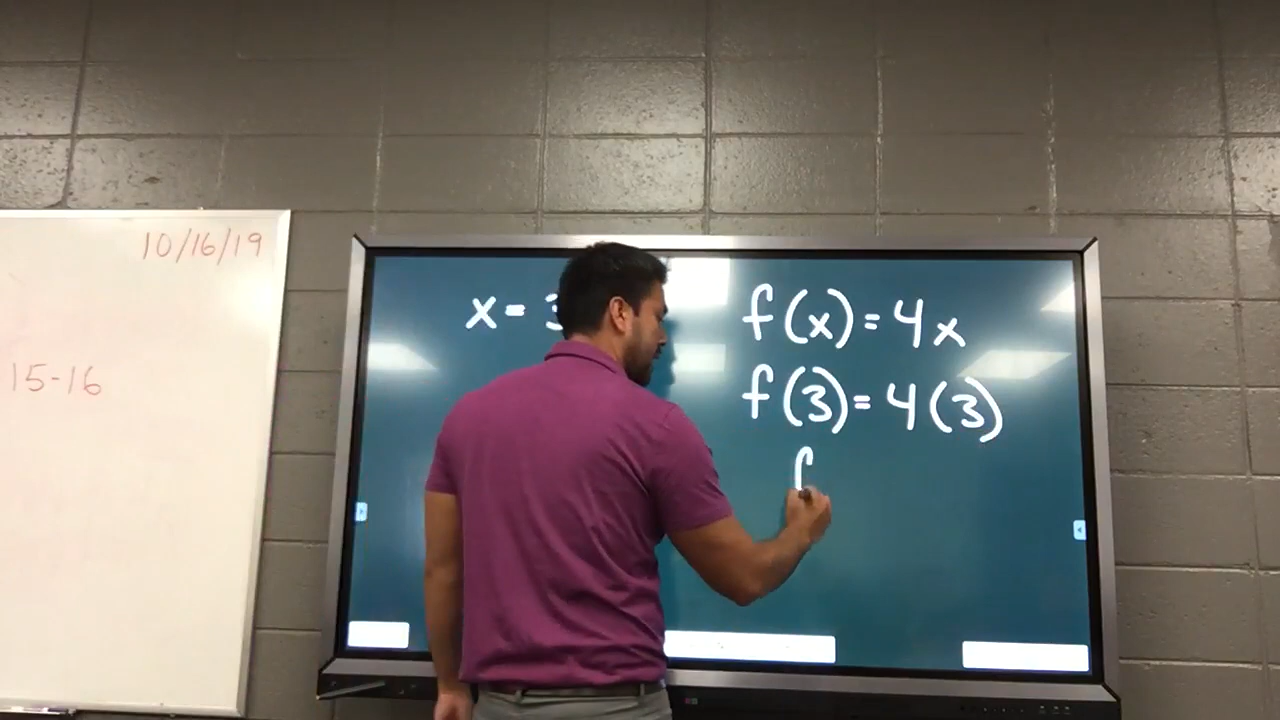 10/16/19
15-16
x = 3
f(x) = 4x
f(3) = 4(3)
f